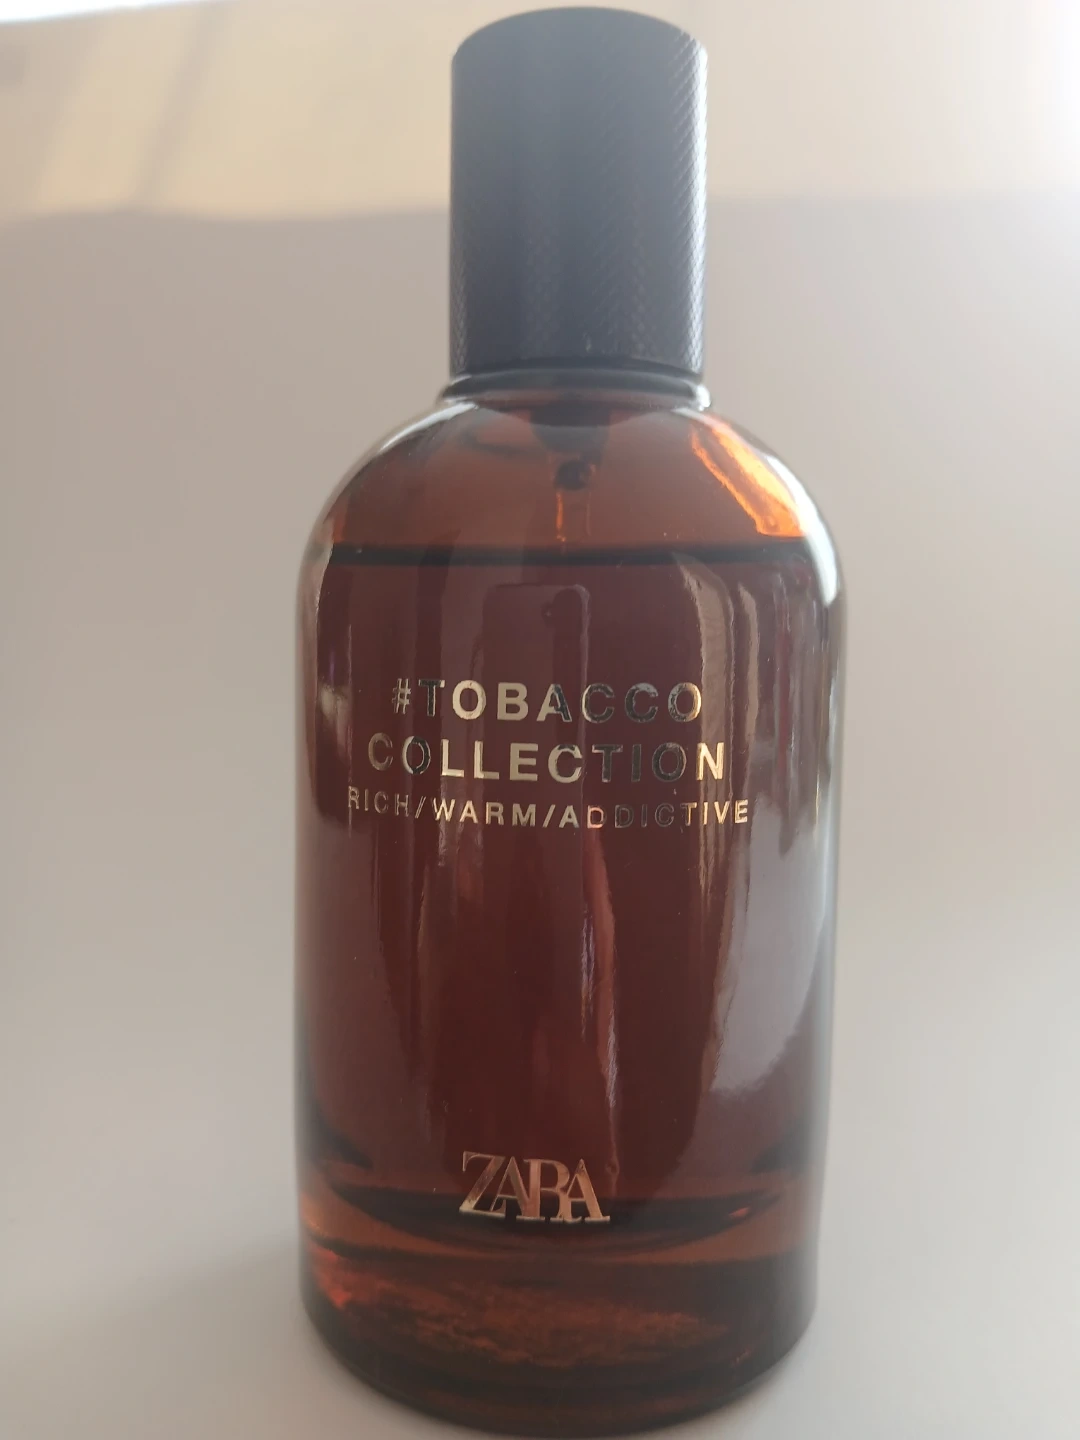 #TOBACCO
COLLECTION
RICH/WARM/ADDICTIVE
ZARA